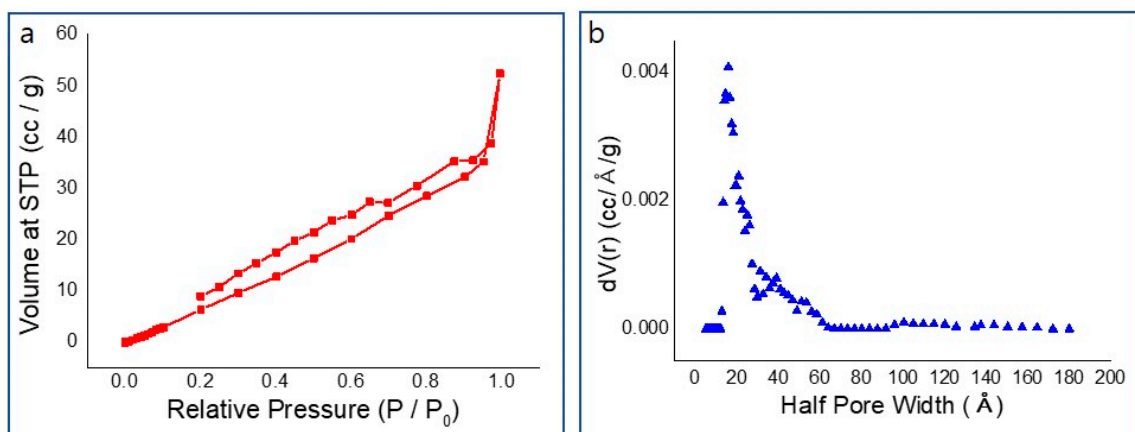 a
60
50
40
30
20
10
0
Volume at STP (cc / g)
0.0 0.2 0.4 0.6 0.8 1.0
Relative Pressure (P / P₀)
b
0.004
0.002
0.000
dV(r) (cc/ Å /g)
0 20 40 60 80 100 120 140 160 180 200
Half Pore Width ( Å)